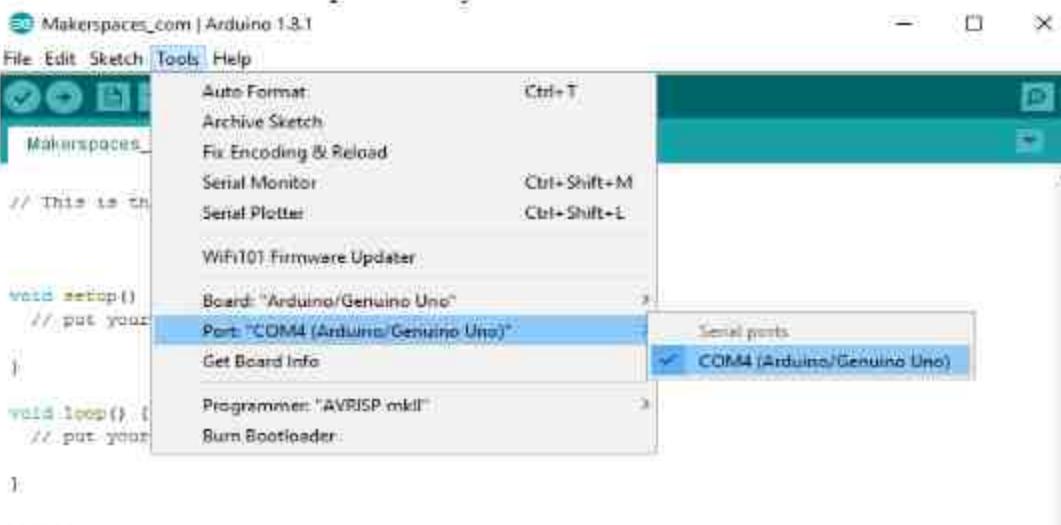 Makerspaces_com | Arduino 1.8.1
File Edit Sketch Tools Help
Auto Format Ctrl+T
Archive Sketch
Makerspaces_
Fix Encoding & Reload
Serial Monitor Ctrl+Shift+M
// This is th
Serial Plotter Ctrl+Shift+L
WiFi101 Firmware Updater
void setup()
Board: "Arduino/Genuino Uno"
// put your
Port: "COM4 (Arduino/Genuino Uno)"
Serial ports
Get Board Info
COM4 (Arduino/Genuino Uno)
}
Programmer: "AVRISP mkII"
void loop() {
// put your
Burn Bootloader
}